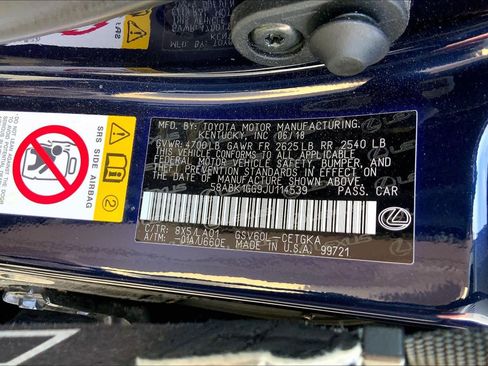 MFD. BY: TOYOTA MOTOR MANUFACTURING.
KENTUCKY, INC 06/18
GVWR:4700LB GAWR FR 2625LB RR 2540 LB
THIS VEHICLE CONFORMS TO ALL APPLICABLE
FEDERAL MOTOR VEHICLE SAFETY, BUMPER, AND
THEFT PREVENTION STANDARDS IN EFFECT ON THE
DATE OF MANUFACTURE SHOWN ABOVE.
58ABK1GG9JU114539 PASS. CAR
C/TR: 8X5/LA01 GSV60L-CETGKA
A/TM: -01A/U660E, MADE IN U.S.A. 99721
LEXUS
SRS SIDE AIRBAG